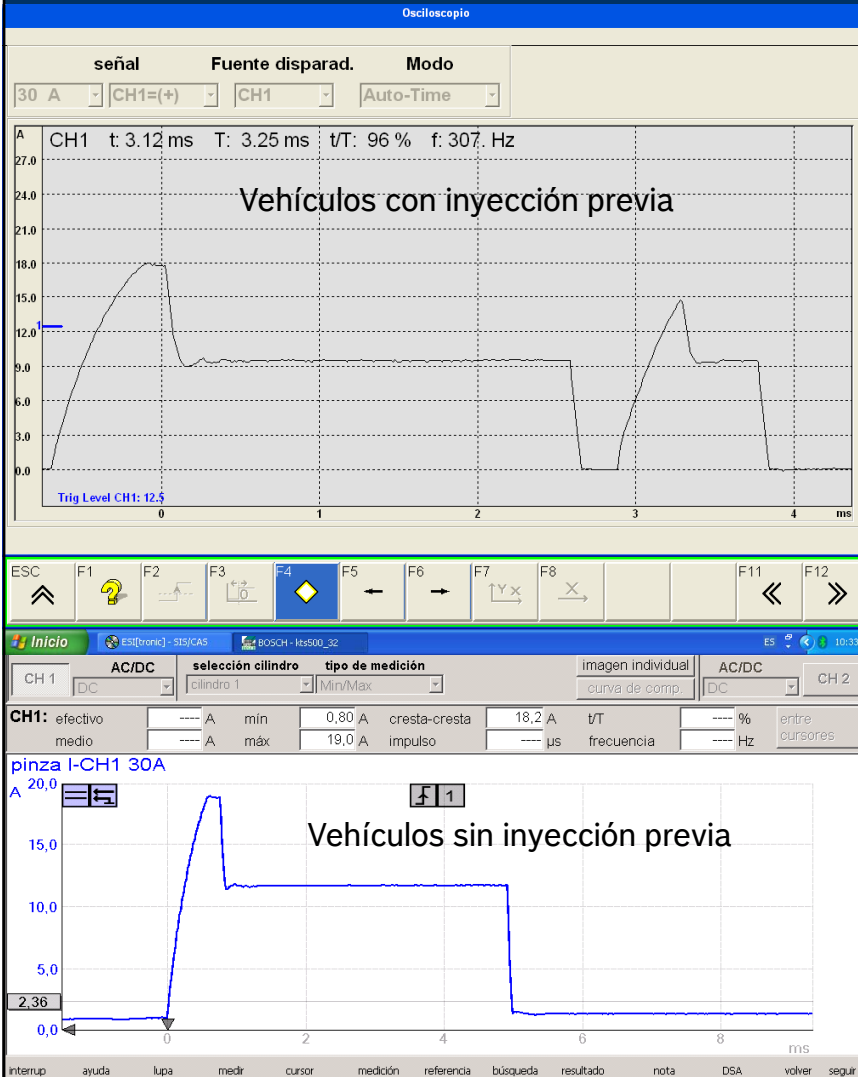 Osciloscopio
señal Fuente disparad. Modo
30 A CH1=(+) CH1 Auto-Time
A CH1 t: 3.12 ms T: 3.25 ms t/T: 96 % f: 307. Hz
27.0
Vehículos con inyección previa
24.0
21.0
18.0
15.0
1
12.0
9.0
6.0
3.0
0.0
Trig Level CH1: 12.5
0 1 2 3 4 ms
ESC F1 F2 F3 F4 F5 F6 F7 F8 F11 F12
0 Y X X
Inicio ESI[tronic] - SIS/CAS BOSCH - kts500_32 ES 10:33
CH 1 AC/DC selección cilindro tipo de medición imagen individual AC/DC CH 2
DC cilindro 1 Min/Max curva de comp. DC
CH1: efectivo ---- A mín 0,80 A cresta-cresta 18,2 A t/T ---- % entre cursores
medio ---- A máx 19,0 A impulso ---- µs frecuencia ---- Hz
pinza I-CH1 30A
A 20,0 1
Vehículos sin inyección previa
15,0
10,0
5,0
2,36
0,0
0 2 4 6 8
ms
interrup ayuda lupa medir cursor medición referencia búsqueda resultado nota DSA volver seguir